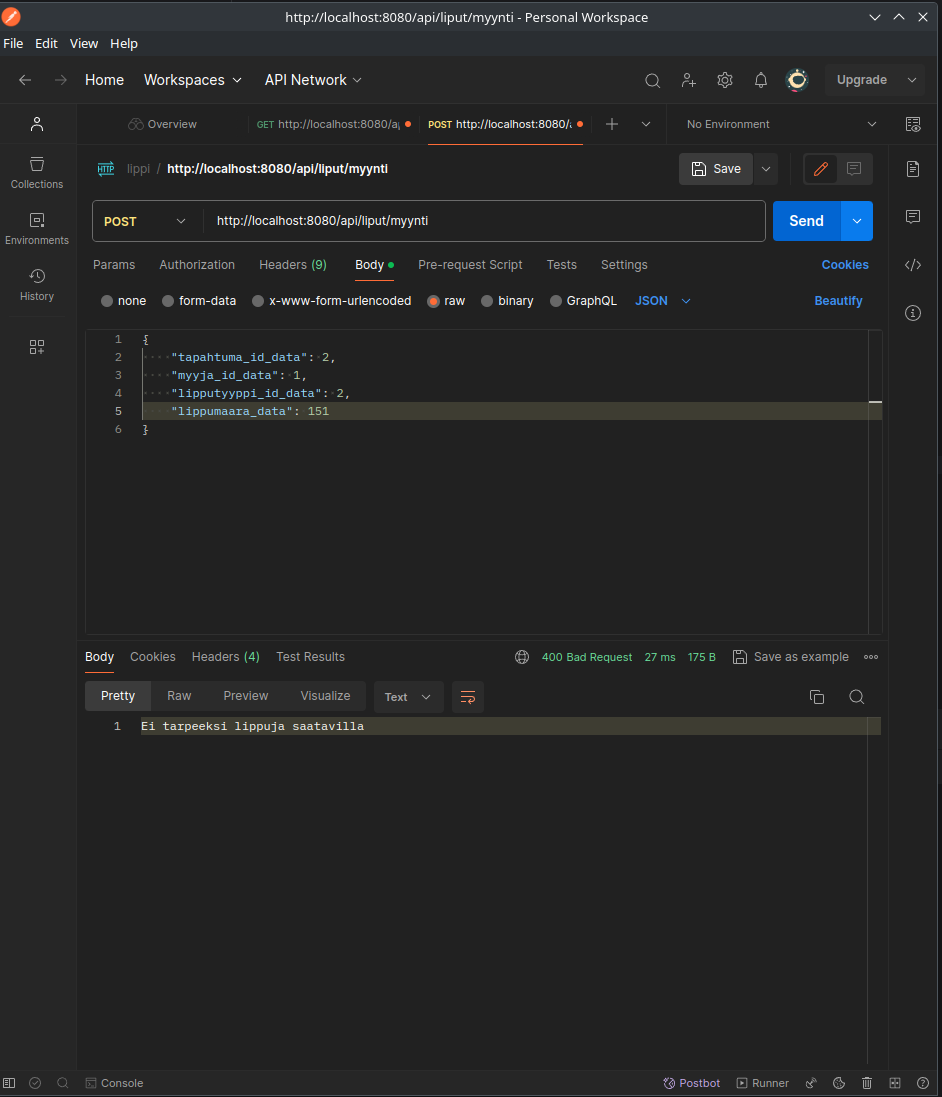 http://localhost:8080/api/liput/myynti - Personal Workspace
File Edit View Help
Home Workspaces API Network Upgrade
Overview GET http://localhost:8080/a POST http://localhost:8080/ No Environment
HTTP lippi / http://localhost:8080/api/liput/myynti Save
POST http://localhost:8080/api/liput/myynti Send
Params Authorization Headers (9) Body Pre-request Script Tests Settings Cookies
none form-data x-www-form-urlencoded raw binary GraphQL JSON Beautify
Collections
Environments
History
1 {
2 "tapahtuma_id_data": 2,
3 "myyja_id_data": 1,
4 "lipputyyppi_id_data": 2,
5 "lippumaara_data": 151
6 }
Body Cookies Headers (4) Test Results 400 Bad Request 27 ms 175 B Save as example
Pretty Raw Preview Visualize Text
1 Ei tarpeeksi lippuja saatavilla
Console Postbot Runner